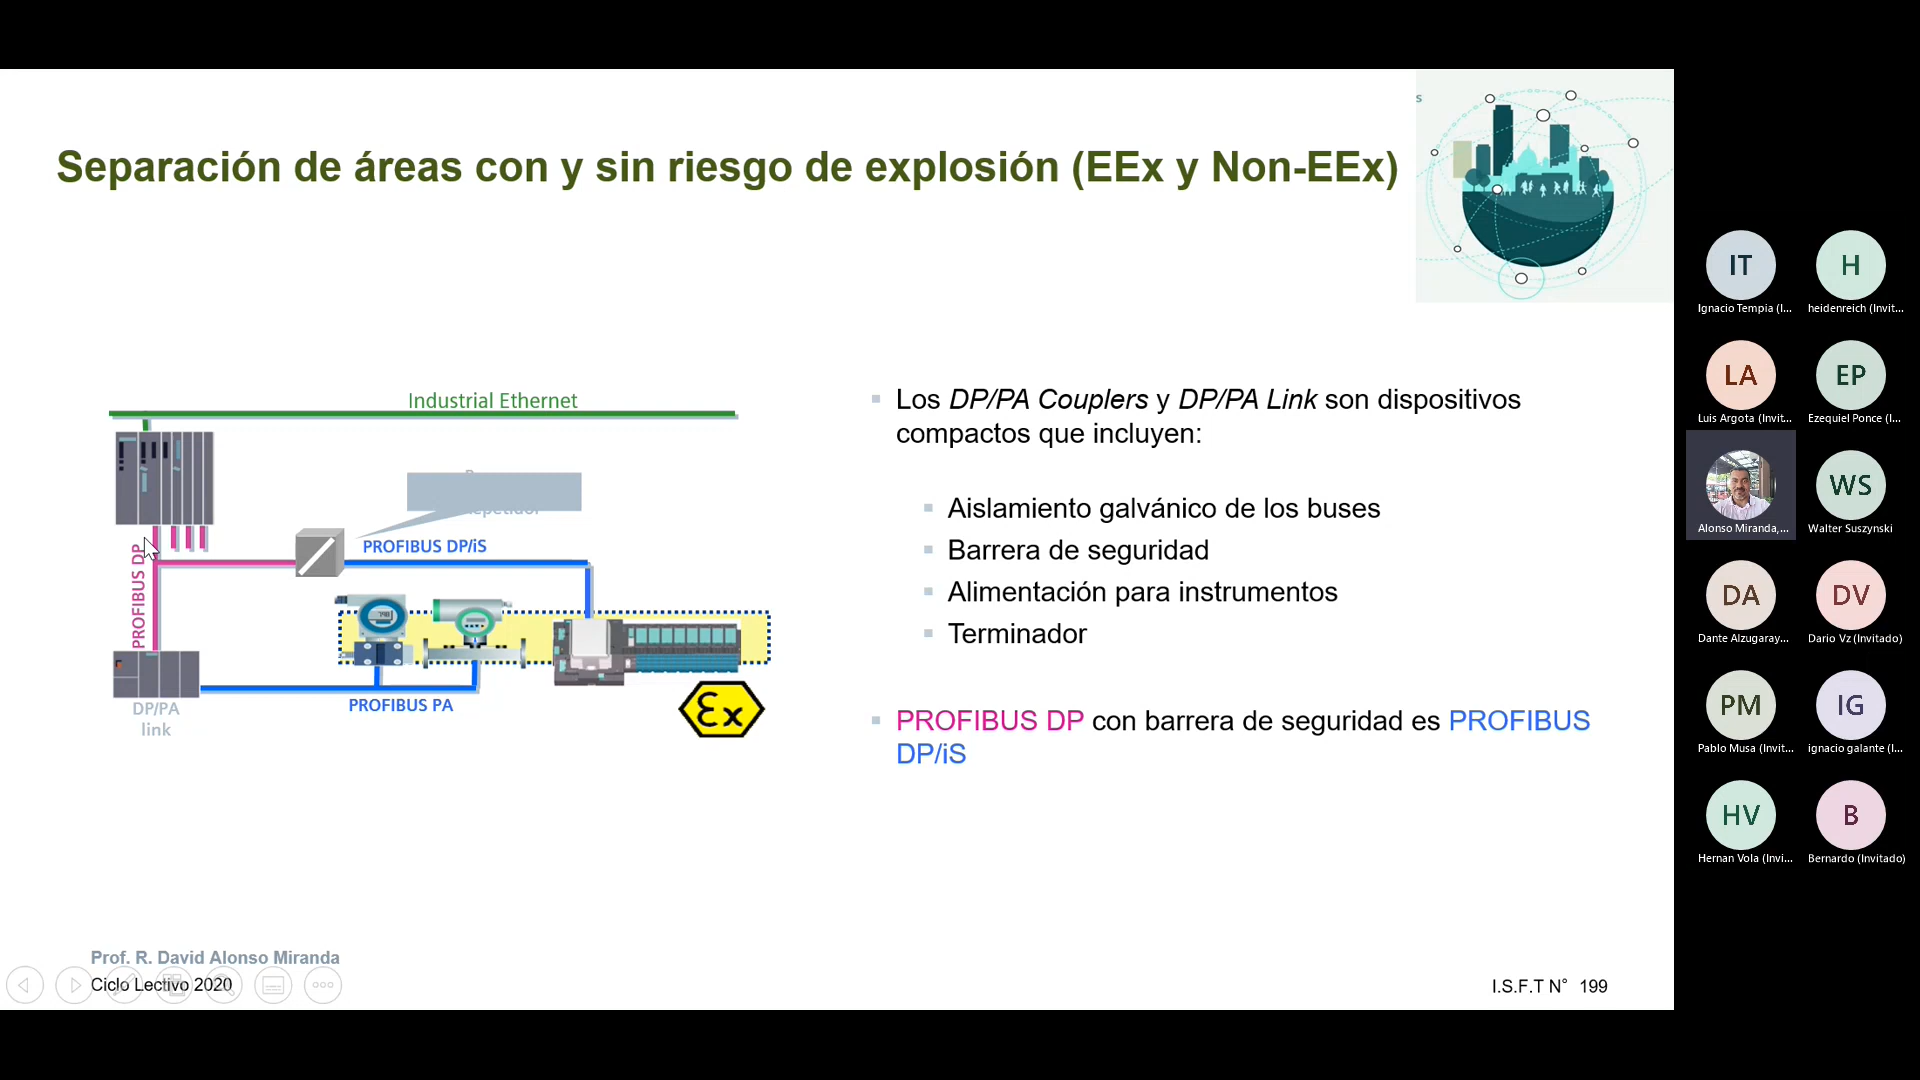 s
Separación de áreas con y sin riesgo de explosión (EEx y Non-EEx)
Industrial Ethernet
PROFIBUS DP/iS
PROFIBUS DP
DP/PA
link
PROFIBUS PA
Ex
Los DP/PA Couplers y DP/PA Link son dispositivos
compactos que incluyen:
Aislamiento galvánico de los buses
Barrera de seguridad
Alimentación para instrumentos
Terminador
PROFIBUS DP con barrera de seguridad es PROFIBUS
DP/iS
Prof. R. David Alonso Miranda
Ciclo Lectivo 2020
I.S.F.T N° 199
IT
Ignacio Tempia (I...
H
heidenreich (Invit...
LA
Luis Argota (Invit...
EP
Ezequiel Ponce (I...
Alonso Miranda,...
WS
Walter Suszynski
DA
Dante Alzugaray...
DV
Dario Vz (Invitado)
PM
Pablo Musa (Invit...
IG
ignacio galante (I...
HV
Hernan Vola (Invi...
B
Bernardo (Invitado)